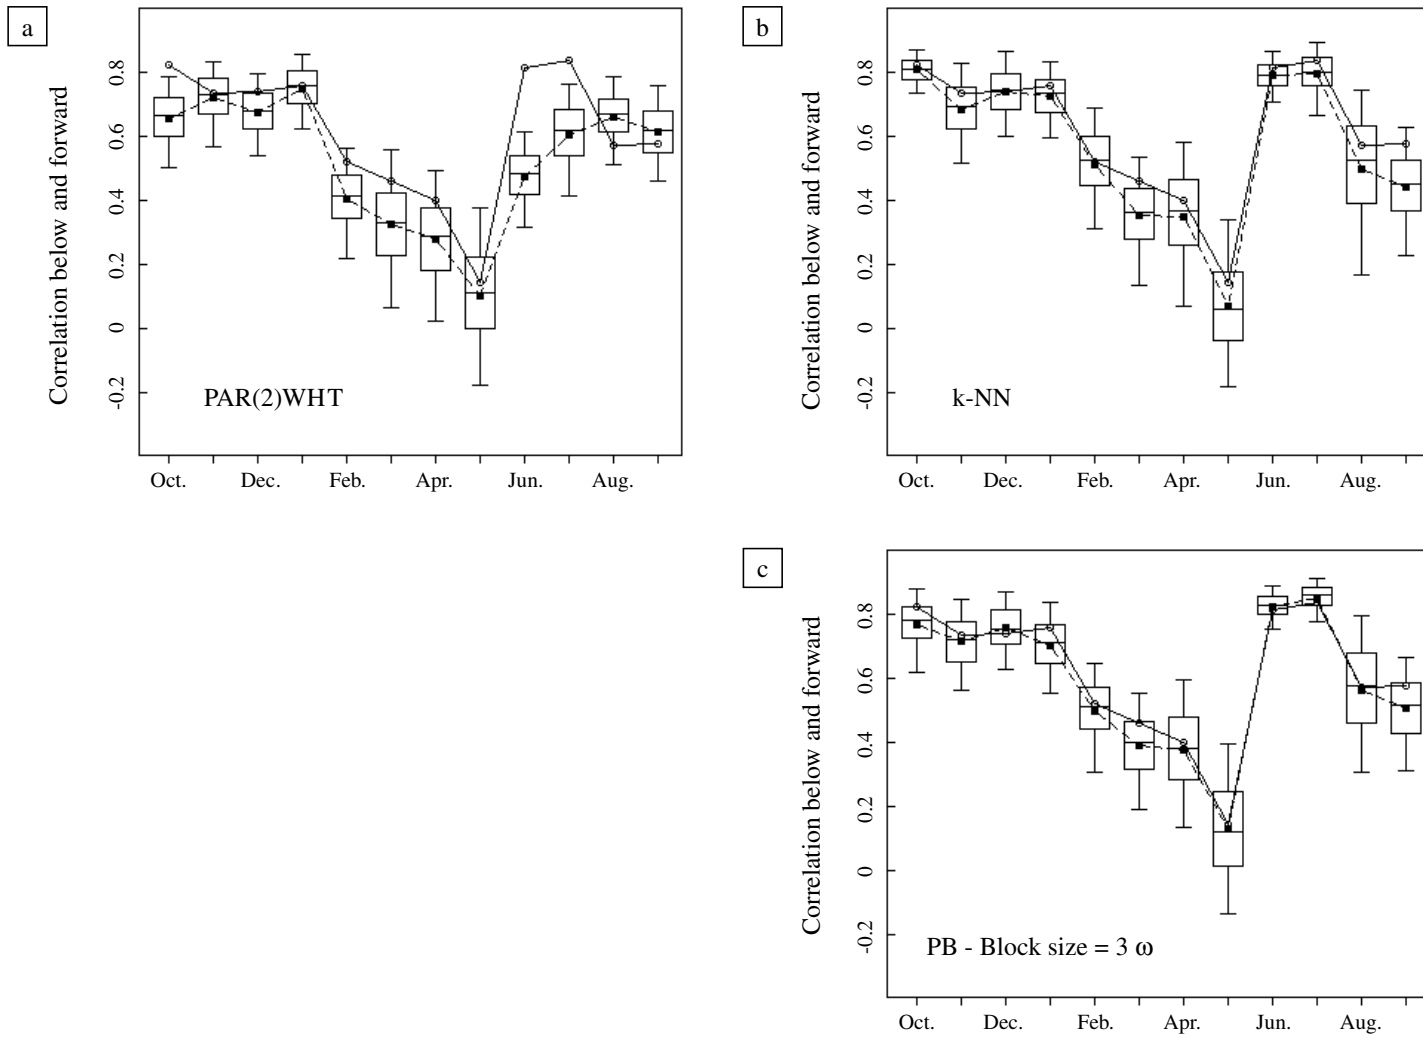 a
Correlation below and forward
0.8
0.6
0.4
0.2
0
-0.2
PAR(2)WHT
Oct. Dec. Feb. Apr. Jun. Aug.
b
Correlation below and forward
0.8
0.6
0.4
0.2
0
-0.2
k-NN
Oct. Dec. Feb. Apr. Jun. Aug.
c
Correlation below and forward
0.8
0.6
0.4
0.2
0
-0.2
PB - Block size = 3 ω
Oct. Dec. Feb. Apr. Jun. Aug.